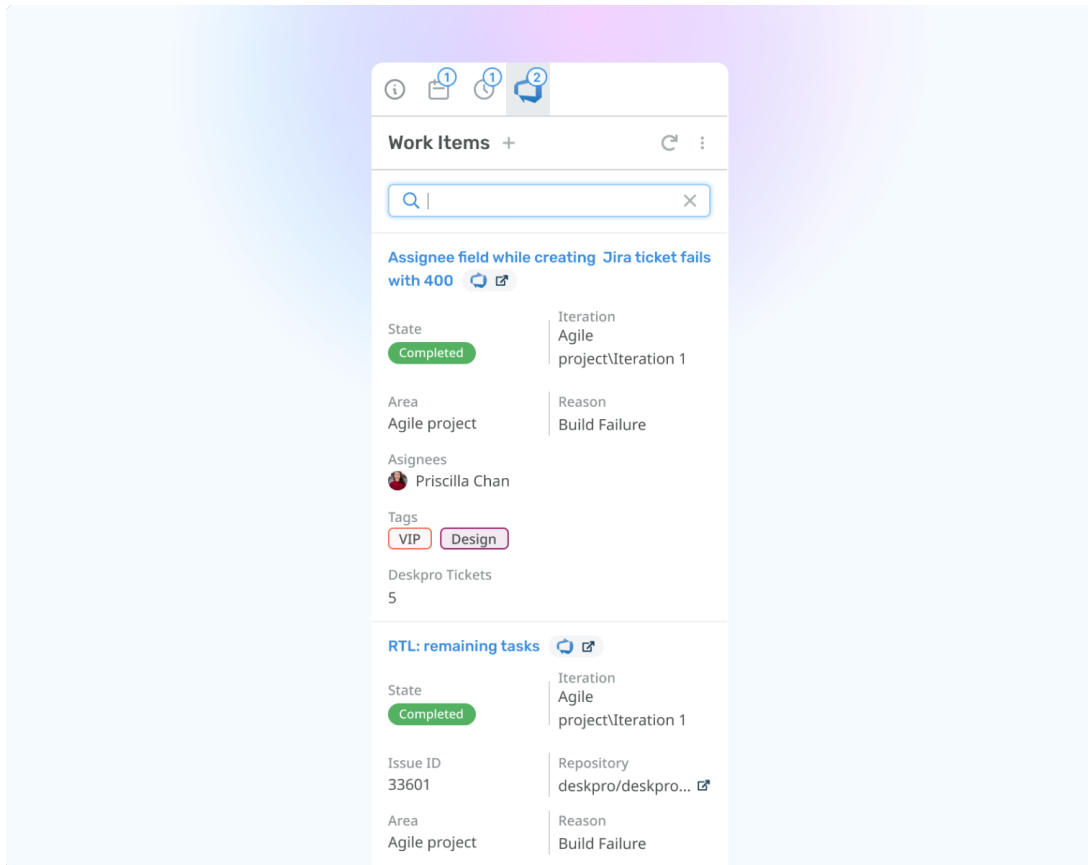 1
1
2
Work Items +
Assignee field while creating Jira ticket fails
with 400
State
Completed
Iteration
Agile
project\Iteration 1
Area
Agile project
Reason
Build Failure
Asignees
Priscilla Chan
Tags
VIP
Design
Deskpro Tickets
5
RTL: remaining tasks
State
Completed
Iteration
Agile
project\Iteration 1
Issue ID
33601
Repository
deskpro/deskpro...
Area
Agile project
Reason
Build Failure